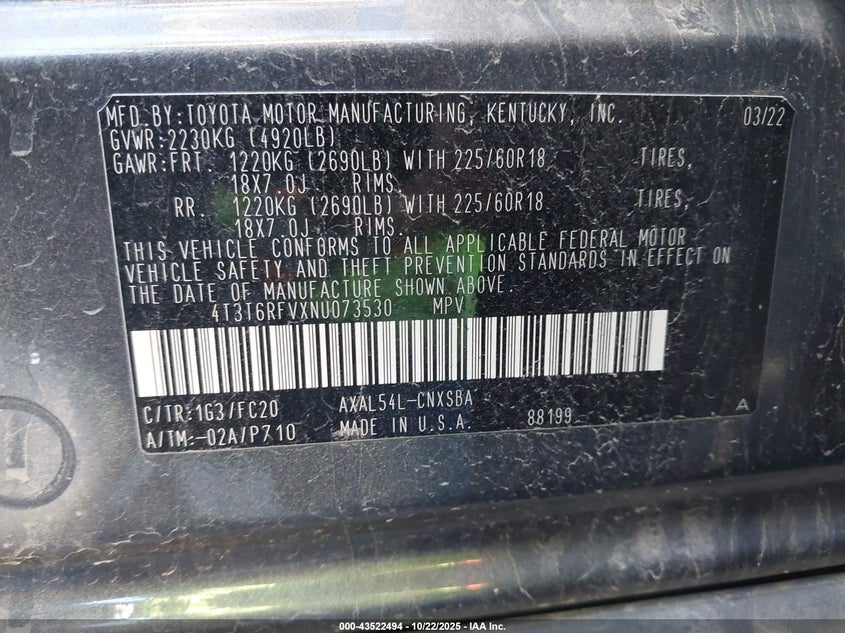 MFD BY:TOYOTA MOTOR MANUFACTURING, KENTUCKY, INC. 03/22
GVWR:2230KG (4920LB)
GAWR:FRT. 1220KG (2690LB) WITH 225/60R18 TIRES,
18X7.0J RIMS.
RR. 1220KG (2690LB) WITH 225/60R18 TIRES,
18X7.0J RIMS.
THIS VEHICLE CONFORMS TO ALL APPLICABLE FEDERAL MOTOR
VEHICLE SAFETY AND THEFT PREVENTION STANDARDS IN EFFECT ON
THE DATE OF MANUFACTURE SHOWN ABOVE.
4T3T6RFVXNU073530 MPV
C/TR:1G3/FC20 AXAL54L-CNXSBA
A/TM:-02A/P710 MADE IN U.S.A. 88199 A
000-43522494 - 10/22/2025 - IAA Inc.